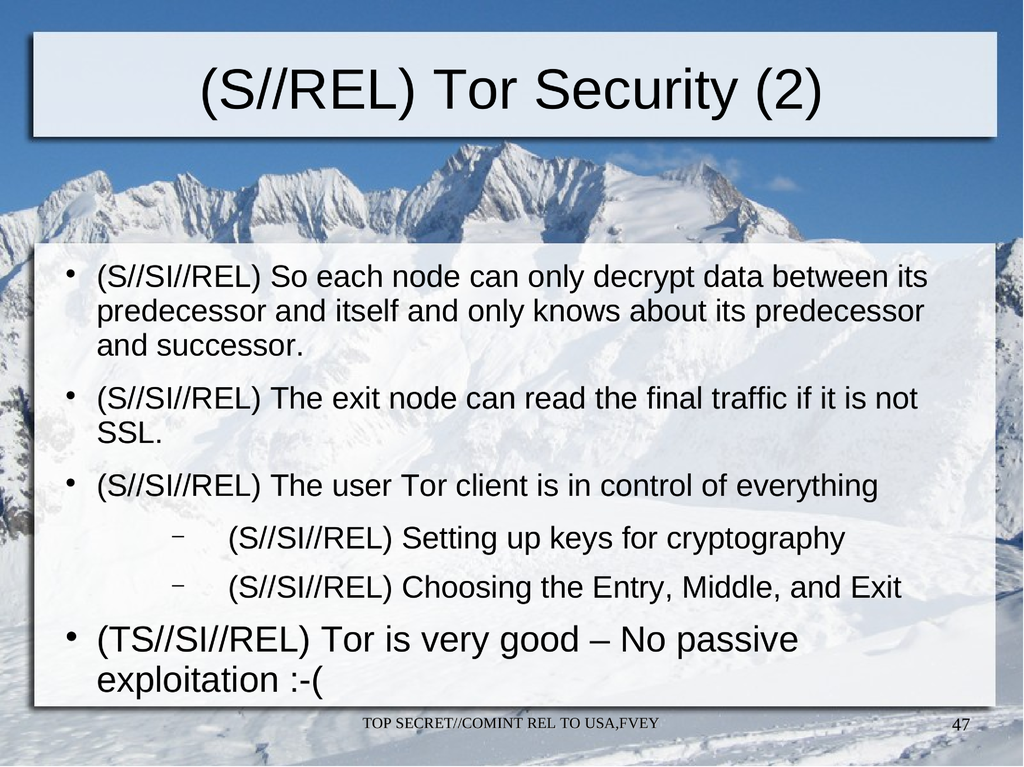 (S//REL) Tor Security (2)
• (S//SI//REL) So each node can only decrypt data between its
predecessor and itself and only knows about its predecessor
and successor.
• (S//SI//REL) The exit node can read the final traffic if it is not
SSL.
• (S//SI//REL) The user Tor client is in control of everything
– (S//SI//REL) Setting up keys for cryptography
– (S//SI//REL) Choosing the Entry, Middle, and Exit
• (TS//SI//REL) Tor is very good – No passive
exploitation :-(
TOP SECRET//COMINT REL TO USA,FVEY
47